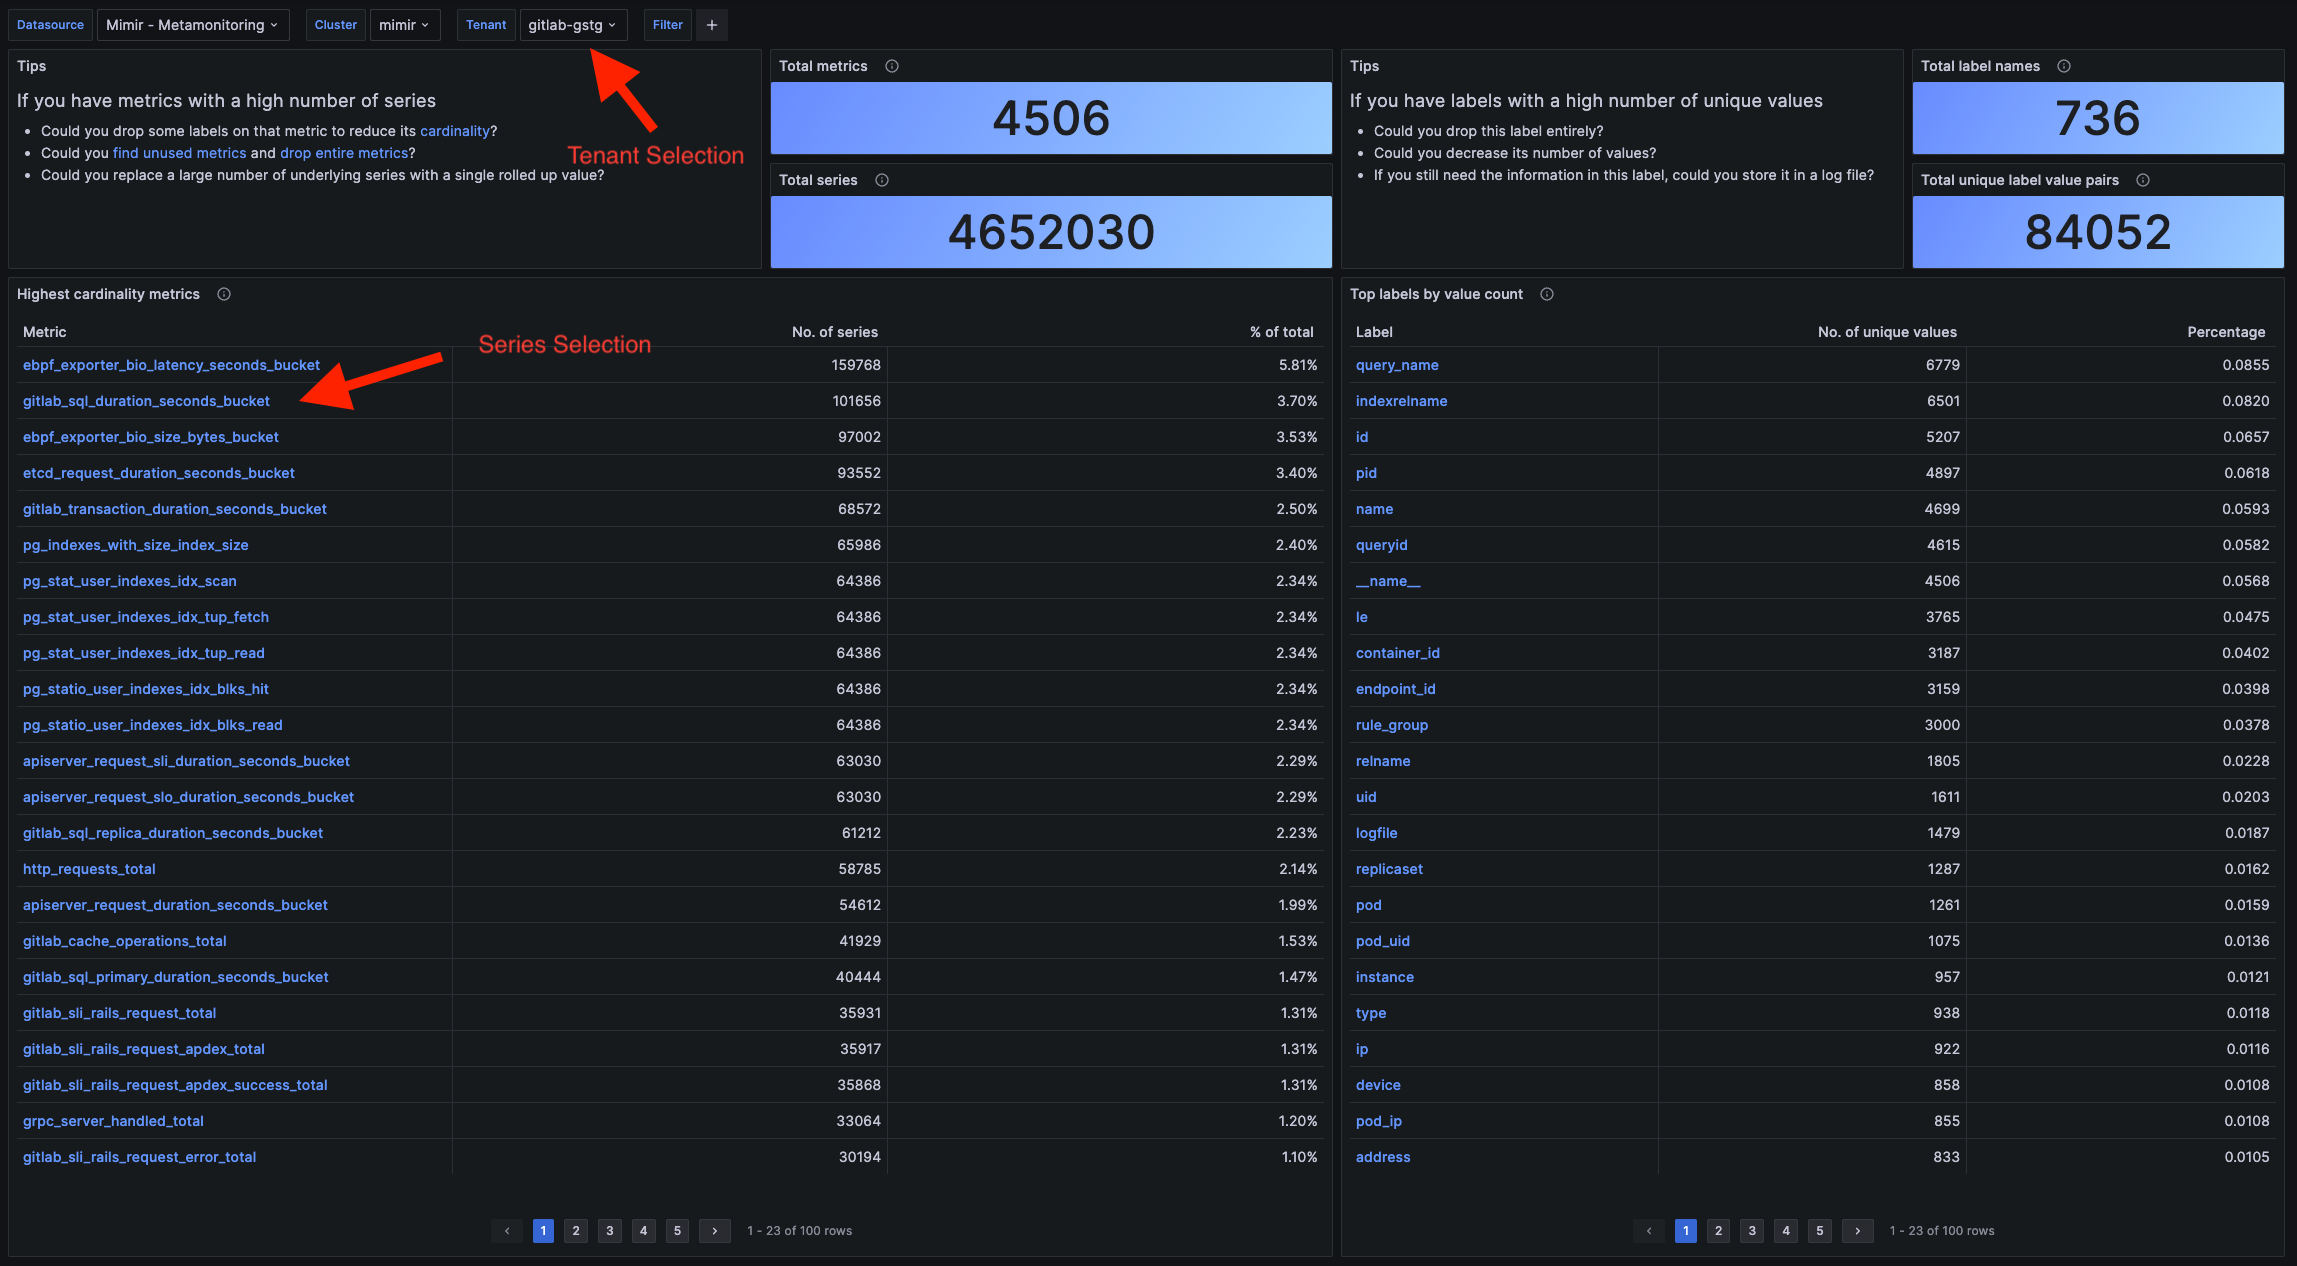 Datasource Mimir - Metamonitoring Cluster mimir Tenant gitlab-gstg Filter +
Tips
If you have metrics with a high number of series
Could you drop some labels on that metric to reduce its cardinality?
Could you find unused metrics and drop entire metrics?
Could you replace a large number of underlying series with a single rolled up value?
Tenant Selection
Total metrics
4506
Total series
4652030
Tips
If you have labels with a high number of unique values
Could you drop this label entirely?
Could you decrease its number of values?
If you still need the information in this label, could you store it in a log file?
Total label names
736
Total unique label value pairs
84052
Highest cardinality metrics
Metric No. of series % of total
Series Selection
ebpf_exporter_bio_latency_seconds_bucket 159768 5.81%
gitlab_sql_duration_seconds_bucket 101656 3.70%
ebpf_exporter_bio_size_bytes_bucket 97002 3.53%
etcd_request_duration_seconds_bucket 93552 3.40%
gitlab_transaction_duration_seconds_bucket 68572 2.50%
pg_indexes_with_size_index_size 65986 2.40%
pg_stat_user_indexes_idx_scan 64386 2.34%
pg_stat_user_indexes_idx_tup_fetch 64386 2.34%
pg_stat_user_indexes_idx_tup_read 64386 2.34%
pg_statio_user_indexes_idx_blks_hit 64386 2.34%
pg_statio_user_indexes_idx_blks_read 64386 2.34%
apiserver_request_sli_duration_seconds_bucket 63030 2.29%
apiserver_request_slo_duration_seconds_bucket 63030 2.29%
gitlab_sql_replica_duration_seconds_bucket 61212 2.23%
http_requests_total 58785 2.14%
apiserver_request_duration_seconds_bucket 54612 1.99%
gitlab_cache_operations_total 41929 1.53%
gitlab_sql_primary_duration_seconds_bucket 40444 1.47%
gitlab_sli_rails_request_total 35931 1.31%
gitlab_sli_rails_request_apdex_total 35917 1.31%
gitlab_sli_rails_request_apdex_success_total 35868 1.31%
grpc_server_handled_total 33064 1.20%
gitlab_sli_rails_request_error_total 30194 1.10%
‹ 1 2 3 4 5 › 1 - 23 of 100 rows
Top labels by value count
Label No. of unique values Percentage
query_name 6779 0.0855
indexrelname 6501 0.0820
id 5207 0.0657
pid 4897 0.0618
name 4699 0.0593
queryid 4615 0.0582
__name__ 4506 0.0568
le 3765 0.0475
container_id 3187 0.0402
endpoint_id 3159 0.0398
rule_group 3000 0.0378
relname 1805 0.0228
uid 1611 0.0203
logfile 1479 0.0187
replicaset 1287 0.0162
pod 1261 0.0159
pod_uid 1075 0.0136
instance 957 0.0121
type 938 0.0118
ip 922 0.0116
device 858 0.0108
pod_ip 855 0.0108
address 833 0.0105
‹ 1 2 3 4 5 › 1 - 23 of 100 rows